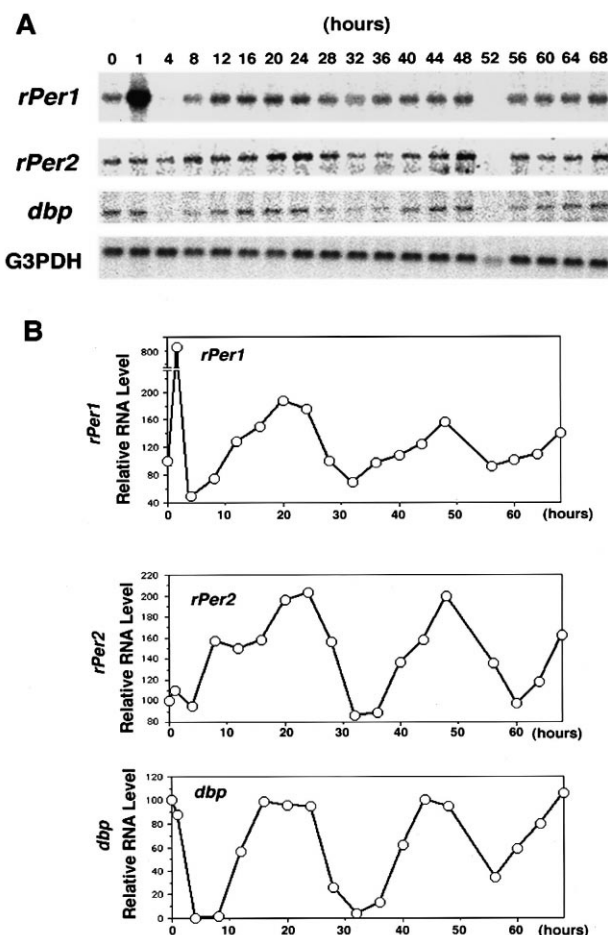 A
(hours)
0 1 4 8 12 16 20 24 28 32 36 40 44 48 52 56 60 64 68
rPer1
rPer2
dbp
G3PDH
B
rPer1
Relative RNA Level
800
200
160
120
80
40
rPer1
0 10 20 30 40 50 60 (hours)
rPer2
Relative RNA Level
220
200
180
160
140
120
100
80
rPer2
0 10 20 30 40 50 60 (hours)
dbp
Relative RNA Level
120
100
80
60
40
20
0
dbp
0 10 20 30 40 50 60 (hours)